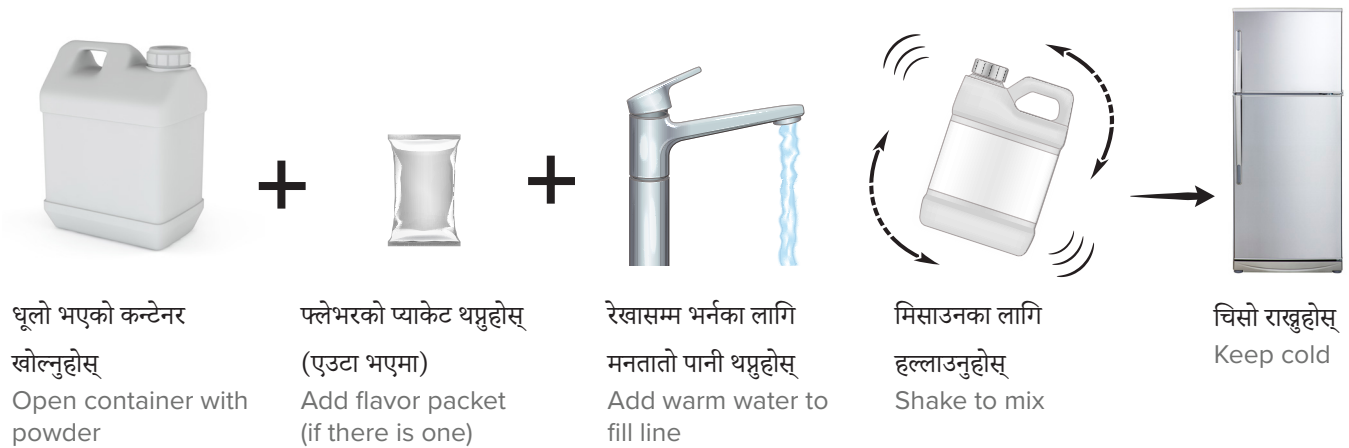 धूलो भएको कन्टेनर
खोल्नुहोस्
Open container with
powder
फ्लेभरको प्याकेट थप्नुहोस्
(एउटा भएमा)
Add flavor packet
(if there is one)
रेखासम्म भर्नका लागि
मनतातो पानी थप्नुहोस्
Add warm water to
fill line
मिसाउनका लागि
हल्लाउनुहोस्
Shake to mix
चिसो राख्नुहोस्
Keep cold